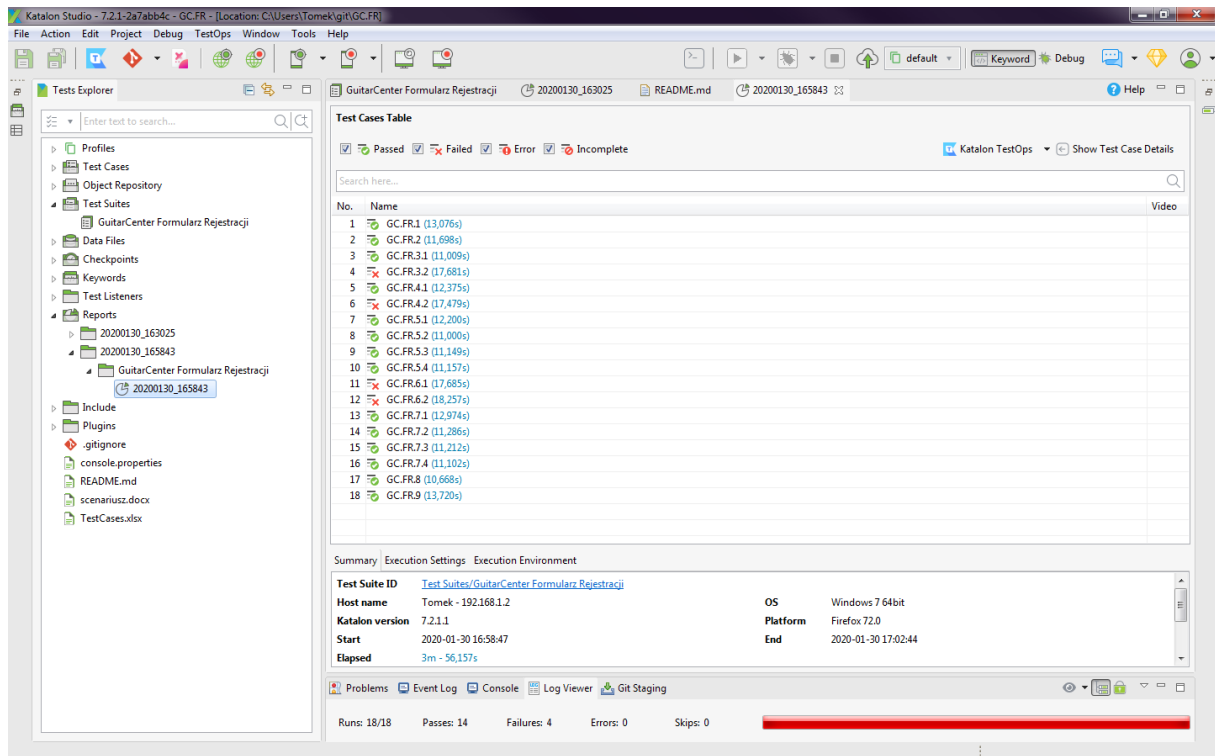 Katalon Studio - 7.2.1-2a7abb4c - GC.FR - [Location: C:\Users\Tomek\git\GC.FR]
File Action Edit Project Debug TestOps Window Tools Help
default Keyword Debug
Tests Explorer
Enter text to search...
Profiles
Test Cases
Object Repository
Test Suites
GuitarCenter Formularz Rejestracji
Data Files
Checkpoints
Keywords
Test Listeners
Reports
20200130_163025
20200130_165843
GuitarCenter Formularz Rejestracji
20200130_165843
Include
Plugins
.gitignore
console.properties
README.md
scenariusz.docx
TestCases.xlsx
GuitarCenter Formularz Rejestracji 20200130_163025 README.md 20200130_165843 Help
Test Cases Table
Passed Failed Error Incomplete Katalon TestOps Show Test Case Details
Search here...
No. Name Video
1 GC.FR.1 (13,076s)
2 GC.FR.2 (11,698s)
3 GC.FR.3.1 (11,009s)
4 GC.FR.3.2 (17,681s)
5 GC.FR.4.1 (12,375s)
6 GC.FR.4.2 (17,479s)
7 GC.FR.5.1 (12,200s)
8 GC.FR.5.2 (11,000s)
9 GC.FR.5.3 (11,149s)
10 GC.FR.5.4 (11,157s)
11 GC.FR.6.1 (17,685s)
12 GC.FR.6.2 (18,257s)
13 GC.FR.7.1 (12,974s)
14 GC.FR.7.2 (11,286s)
15 GC.FR.7.3 (11,212s)
16 GC.FR.7.4 (11,102s)
17 GC.FR.8 (10,668s)
18 GC.FR.9 (13,720s)
Summary Execution Settings Execution Environment
Test Suite ID Test Suites/GuitarCenter Formularz Rejestracji
Host name Tomek - 192.168.1.2 OS Windows 7 64bit
Katalon version 7.2.1.1 Platform Firefox 72.0
Start 2020-01-30 16:58:47 End 2020-01-30 17:02:44
Elapsed 3m - 56,157s
Problems Event Log Console Log Viewer Git Staging
Runs: 18/18 Passes: 14 Failures: 4 Errors: 0 Skips: 0